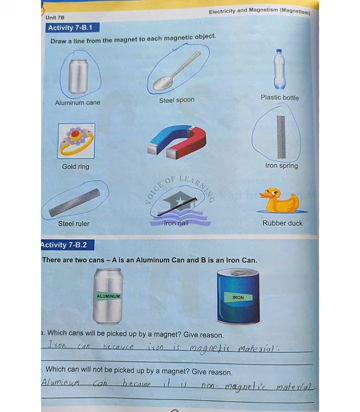 Unit 7B
Electricity and Magnetism (Magnetism)
Activity 7-B.1
Draw a line from the magnet to each magnetic object.
Aluminum cane
Steel spoon
Plastic bottle
Gold ring
Iron spring
VOICE OF LEARNING
Steel ruler
Iron nail
Rubber duck
Activity 7-B.2
There are two cans – A is an Aluminum Can and B is an Iron Can.
ALUMINUM
IRON
a. Which cans will be picked up by a magnet? Give reason.
Iron can because iron is magnetic material.
Which can will not be picked up by a magnet? Give reason.
Aluminum can because it is non-magnetic material